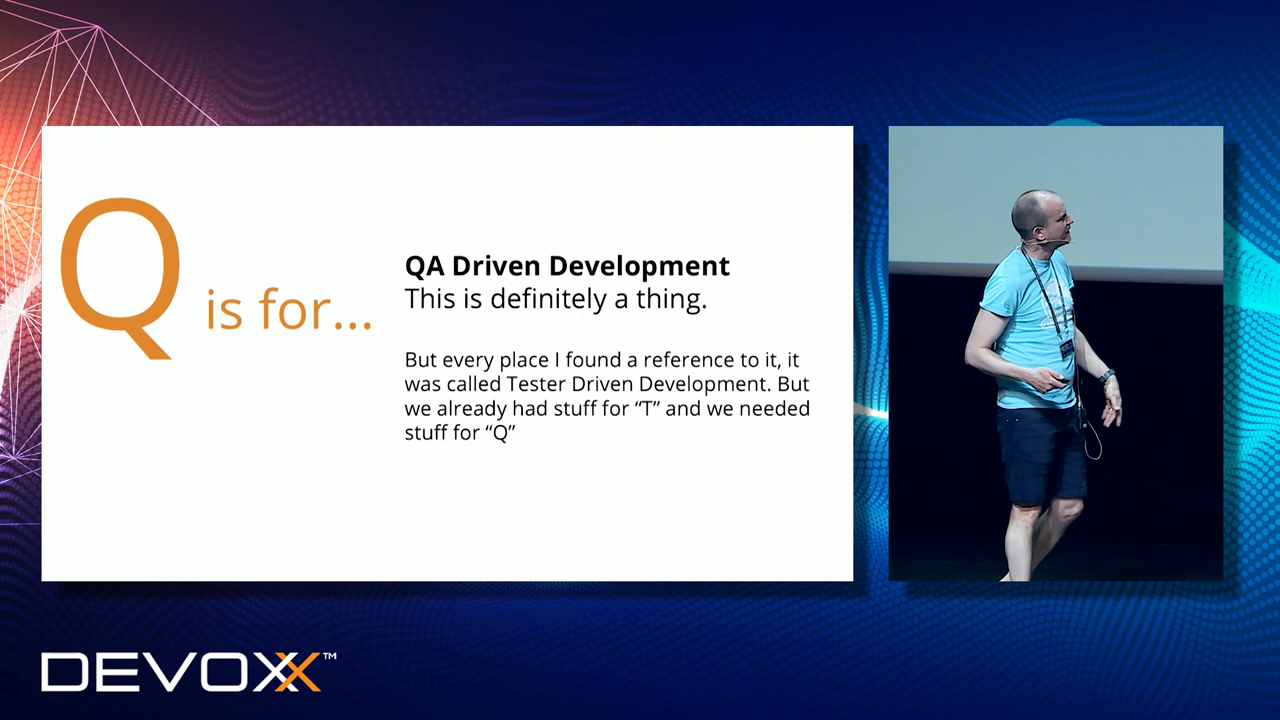 Q is for...
QA Driven Development
This is definitely a thing.
But every place I found a reference to it, it
was called Tester Driven Development. But
we already had stuff for “T” and we needed
stuff for “Q”
DEVOXX™